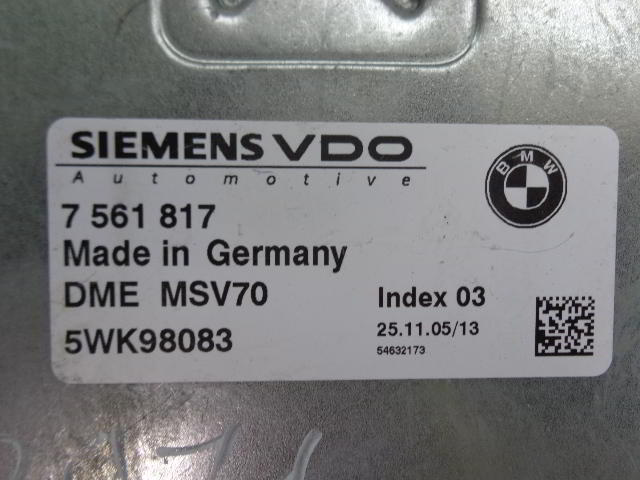 SIEMENS VDO
Automotive
BMW
7 561 817
Made in Germany
DME MSV70
Index 03
5WK98083
25.11.05/13
54632173